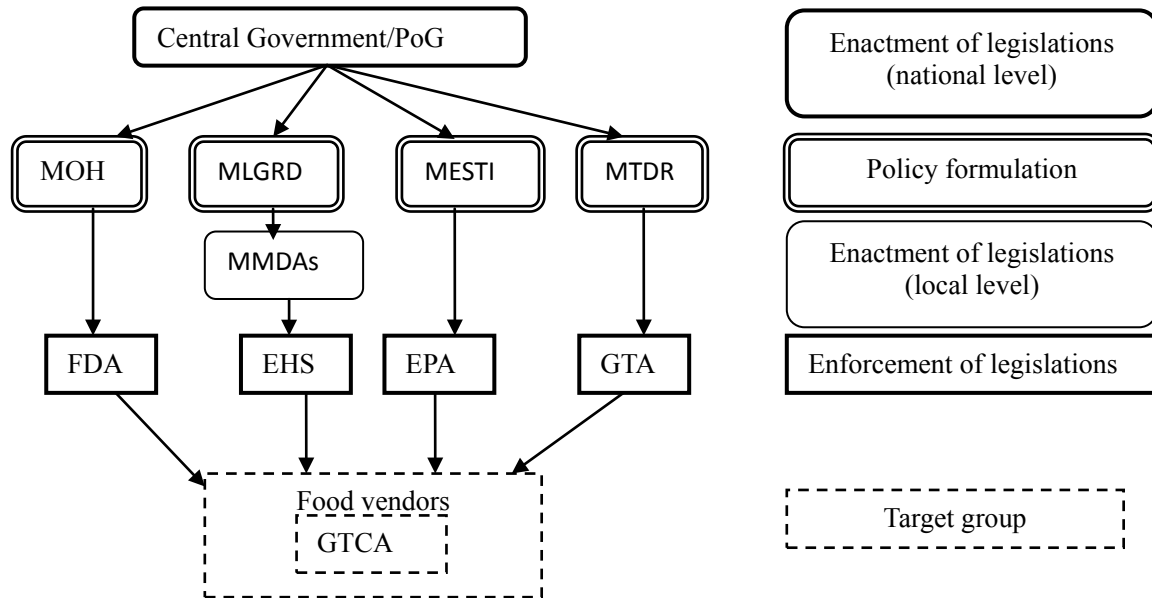 Central Government/PoG
Enactment of legislations
(national level)
MOH
MLGRD
MESTI
MTDR
Policy formulation
MMDAs
Enactment of legislations
(local level)
FDA
EHS
EPA
GTA
Enforcement of legislations
Food vendors
GTCA
Target group